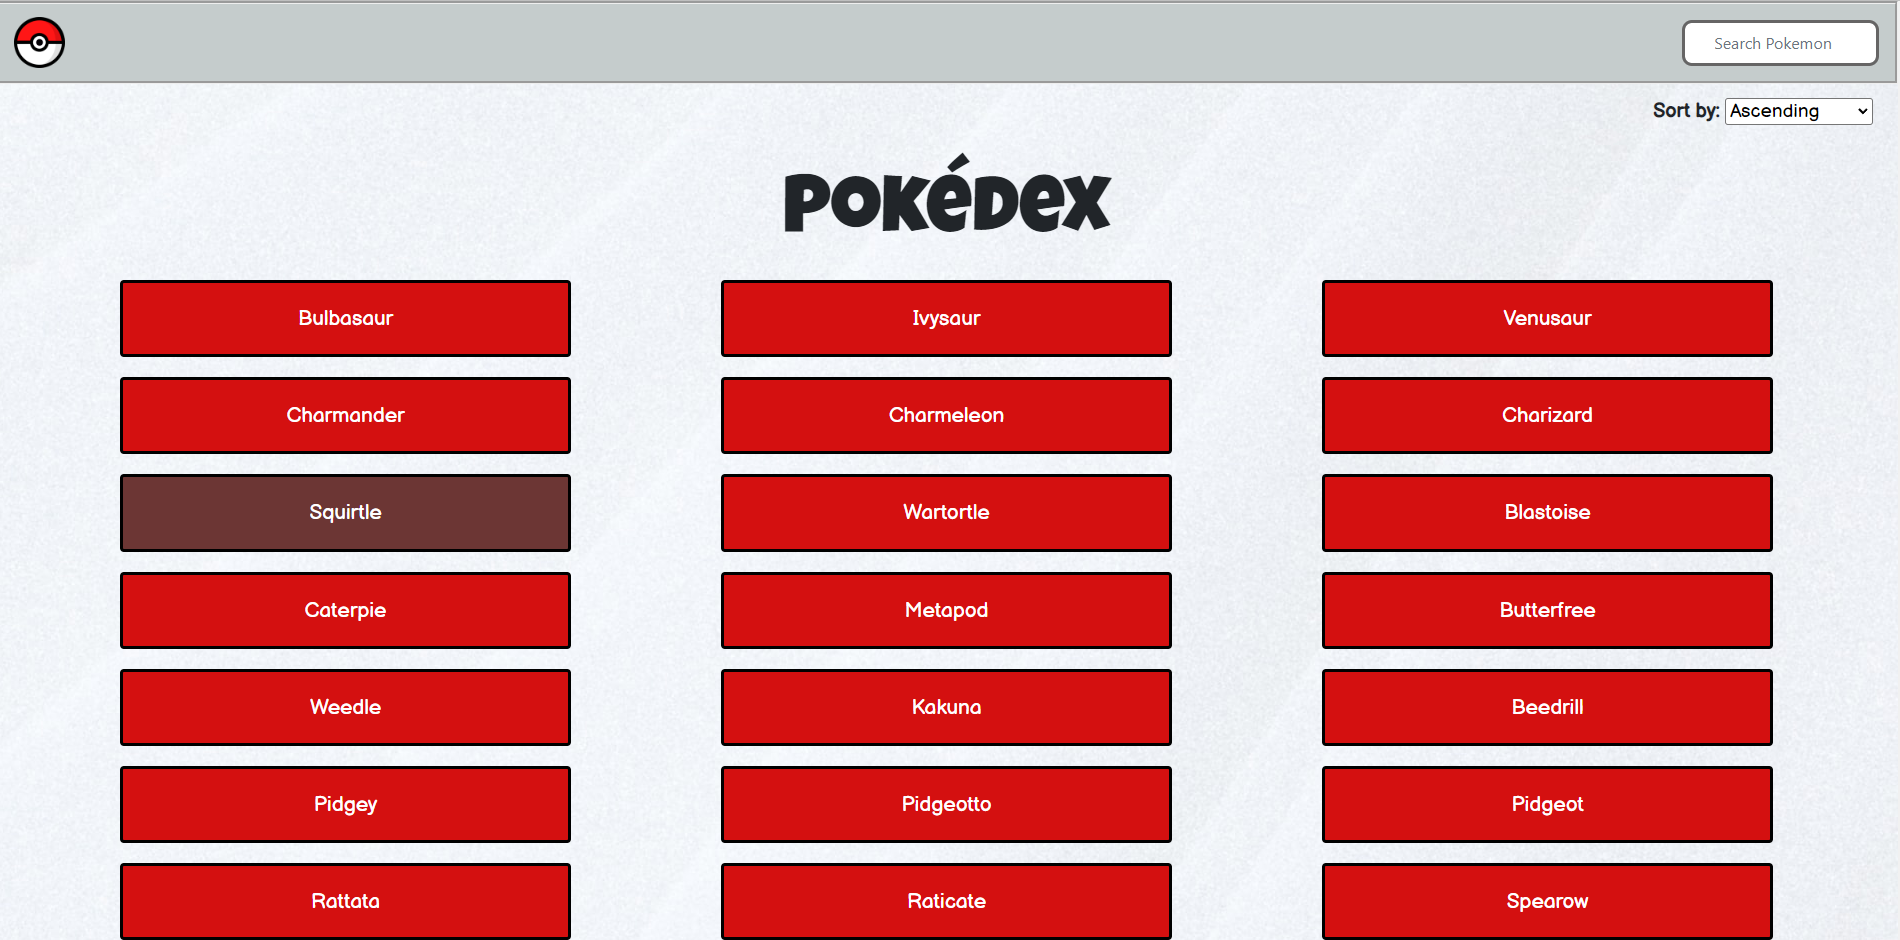 Search Pokemon
Sort by: Ascending
Pokédex
Bulbasaur Ivysaur Venusaur
Charmander Charmeleon Charizard
Squirtle Wartortle Blastoise
Caterpie Metapod Butterfree
Weedle Kakuna Beedrill
Pidgey Pidgeotto Pidgeot
Rattata Raticate Spearow